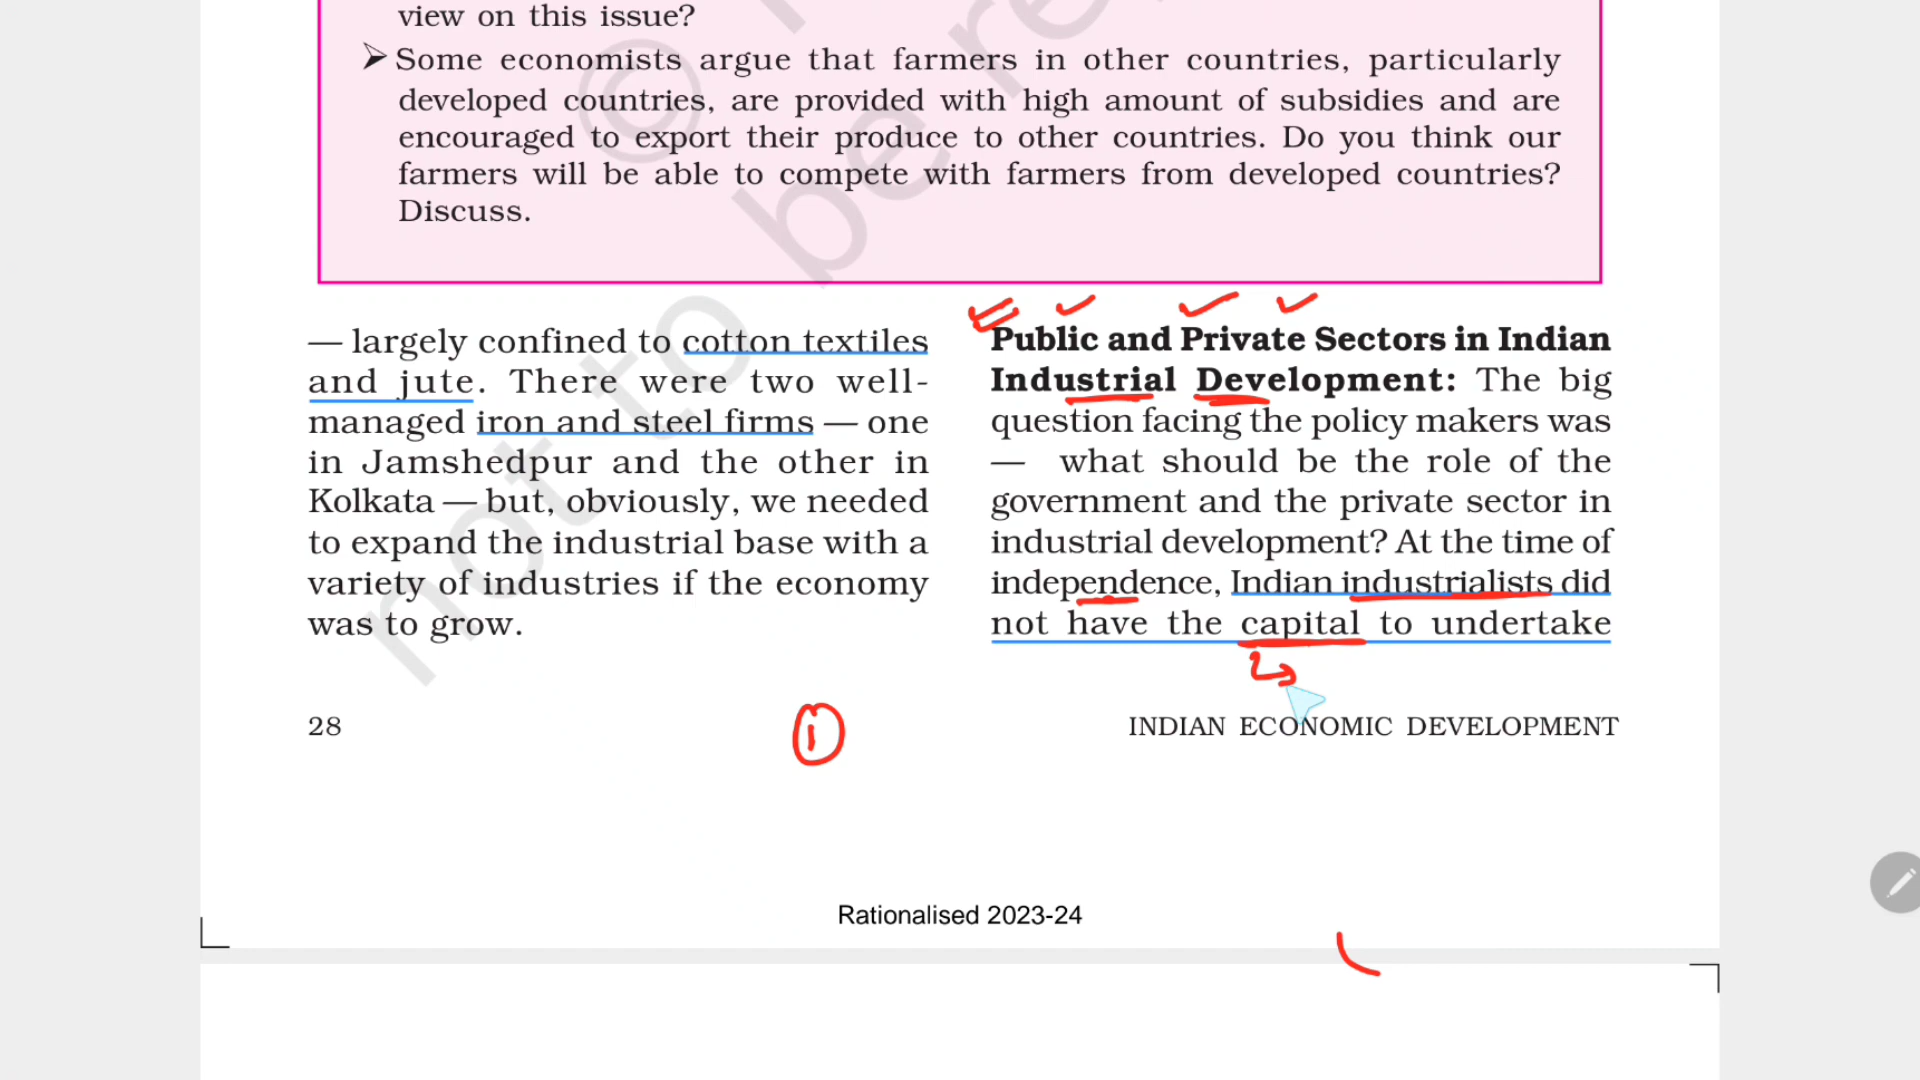 view on this issue?
➢ Some economists argue that farmers in other countries, particularly
developed countries, are provided with high amount of subsidies and are
encouraged to export their produce to other countries. Do you think our
farmers will be able to compete with farmers from developed countries?
Discuss.
— largely confined to cotton textiles
and jute. There were two well-
managed iron and steel firms — one
in Jamshedpur and the other in
Kolkata — but, obviously, we needed
to expand the industrial base with a
variety of industries if the economy
was to grow.
Public and Private Sectors in Indian
Industrial Development: The big
question facing the policy makers was
— what should be the role of the
government and the private sector in
industrial development? At the time of
independence, Indian industrialists did
not have the capital to undertake
28
1
INDIAN ECONOMIC DEVELOPMENT
Rationalised 2023-24
©
not to be re